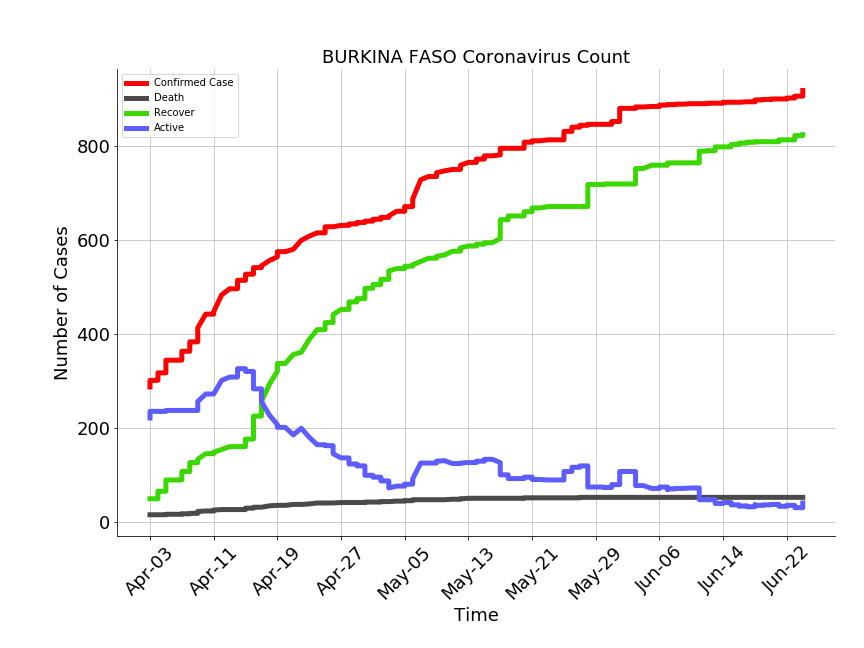 BURKINA FASO Coronavirus Count
Confirmed Case
Death
Recover
Active
Number of Cases
800
600
400
200
0
Apr-03
Apr-11
Apr-19
Apr-27
May-05
May-13
May-21
May-29
Jun-06
Jun-14
Jun-22
Time